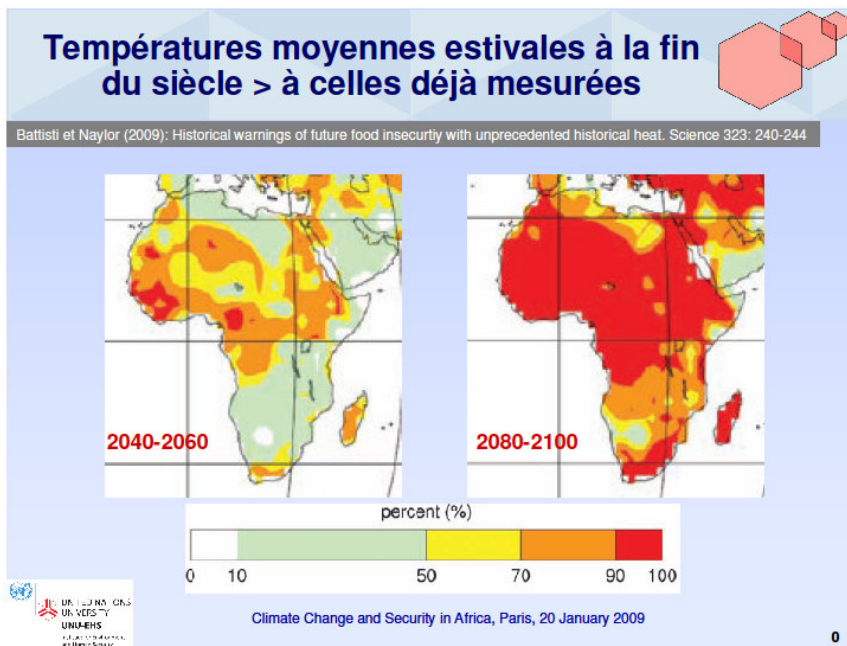 Températures moyennes estivales à la fin
du siècle > à celles déjà mesurées
Battisti et Naylor (2009): Historical warnings of future food insecurtiy with unprecedented historical heat. Science 323: 240-244
2040-2060
2080-2100
percent (%)
0 10 50 70 90 100
UNITED NATIONS
UNIVERSITY
UNU-EHS
Climate Change and Security in Africa, Paris, 20 January 2009
0